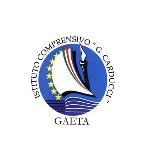 ISTITUTO COMPRENSIVO " G. CARDUCCI "
GAETA